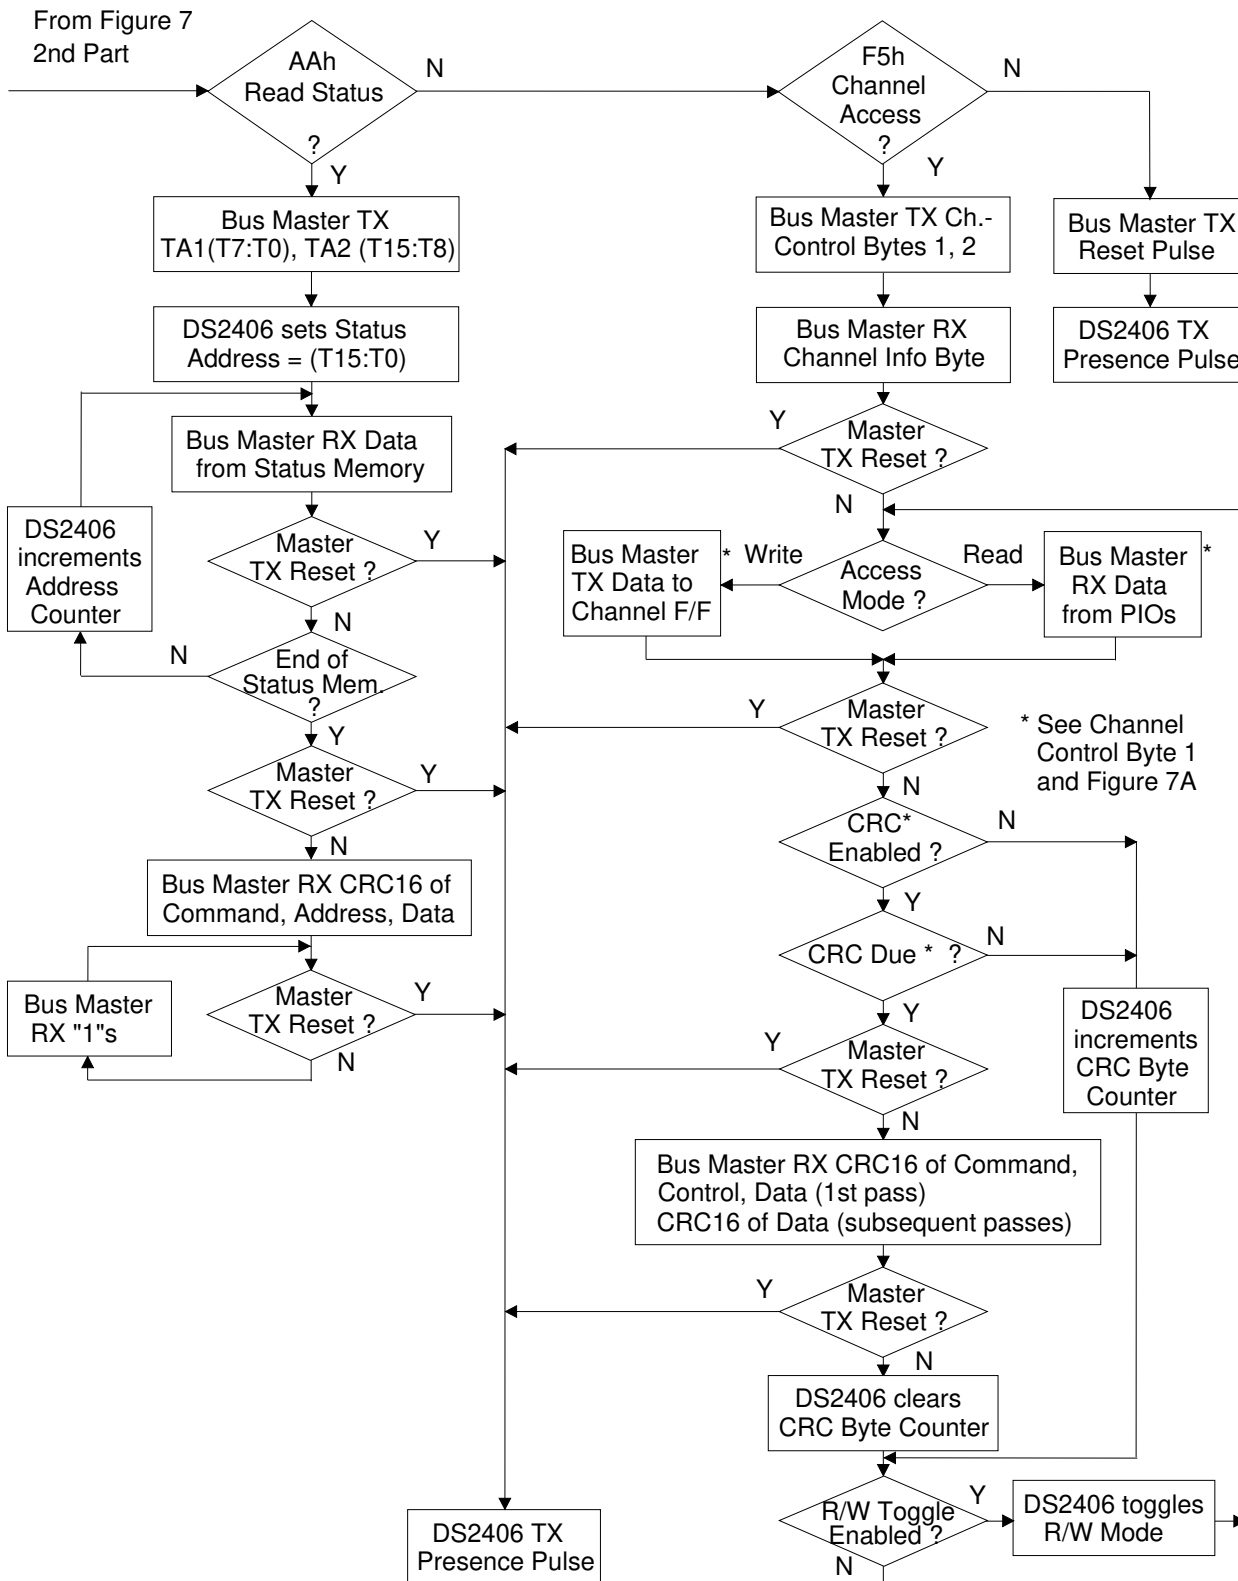 From Figure 7
2nd Part
AAh
Read Status
?
N
Y
F5h
Channel
Access
?
N
Y
Bus Master TX
TA1(T7:T0), TA2 (T15:T8)
Bus Master TX Ch.-
Control Bytes 1, 2
Bus Master TX
Reset Pulse
DS2406 sets Status
Address = (T15:T0)
Bus Master RX
Channel Info Byte
DS2406 TX
Presence Pulse
Bus Master RX Data
from Status Memory
Y
Master
TX Reset ?
N
DS2406
increments
Address
Counter
Master
TX Reset ?
Y
N
Bus Master
TX Data to
Channel F/F
* Write
Access
Mode ?
Read
Bus Master *
RX Data
from PIOs
N
End of
Status Mem.
?
Y
Y
Master
TX Reset ?
N
* See Channel
Control Byte 1
and Figure 7A
Master
TX Reset ?
Y
N
CRC*
Enabled ?
N
Y
Bus Master RX CRC16 of
Command, Address, Data
CRC Due * ?
N
Y
Bus Master
RX "1"s
Master
TX Reset ?
Y
N
Y
Master
TX Reset ?
N
DS2406
increments
CRC Byte
Counter
Bus Master RX CRC16 of Command,
Control, Data (1st pass)
CRC16 of Data (subsequent passes)
Y
Master
TX Reset ?
N
DS2406 clears
CRC Byte Counter
DS2406 TX
Presence Pulse
R/W Toggle
Enabled ?
Y
N
DS2406 toggles
R/W Mode